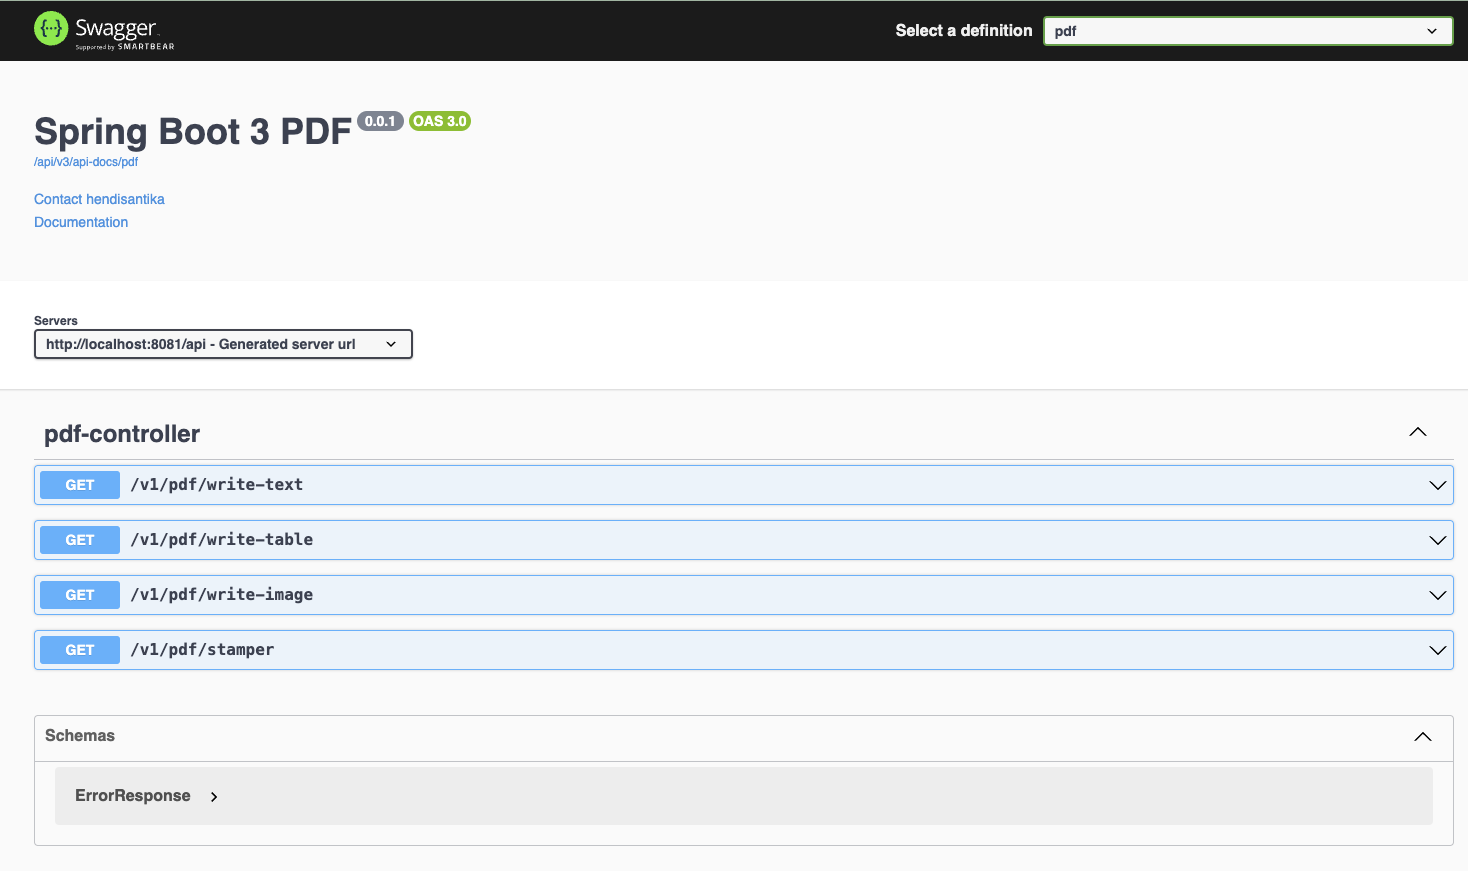 Swagger
Supported by SMARTBEAR
Select a definition
pdf
Spring Boot 3 PDF 0.0.1 OAS 3.0
/api/v3/api-docs/pdf
Contact hendisantika
Documentation
Servers
http://localhost:8081/api - Generated server url
pdf-controller
GET /v1/pdf/write-text
GET /v1/pdf/write-table
GET /v1/pdf/write-image
GET /v1/pdf/stamper
Schemas
ErrorResponse